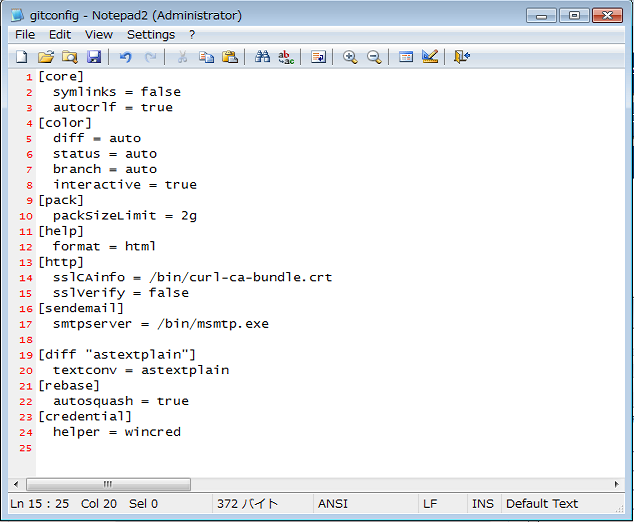 gitconfig - Notepad2 (Administrator)
File Edit View Settings ?
1 [core]
2 symlinks = false
3 autocrlf = true
4 [color]
5 diff = auto
6 status = auto
7 branch = auto
8 interactive = true
9 [pack]
10 packSizeLimit = 2g
11 [help]
12 format = html
13 [http]
14 sslCAinfo = /bin/curl-ca-bundle.crt
15 sslVerify = false
16 [sendemail]
17 smtpserver = /bin/msmtp.exe
18
19 [diff "astextplain"]
20 textconv = astextplain
21 [rebase]
22 autosquash = true
23 [credential]
24 helper = wincred
25
Ln 15 : 25 Col 20 Sel 0 372 バイト ANSI LF INS Default Text